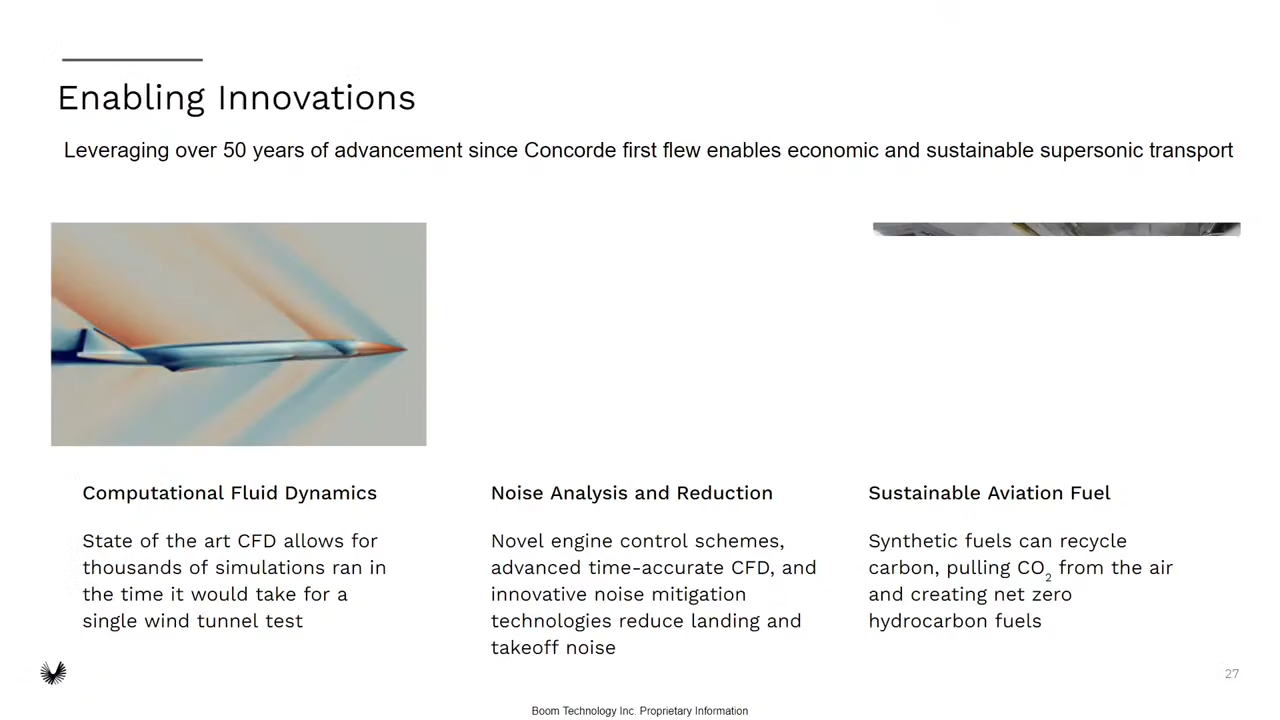 Enabling Innovations
Leveraging over 50 years of advancement since Concorde first flew enables economic and sustainable supersonic transport
Computational Fluid Dynamics
State of the art CFD allows for
thousands of simulations ran in
the time it would take for a
single wind tunnel test
Noise Analysis and Reduction
Novel engine control schemes,
advanced time-accurate CFD, and
innovative noise mitigation
technologies reduce landing and
takeoff noise
Sustainable Aviation Fuel
Synthetic fuels can recycle
carbon, pulling CO₂ from the air
and creating net zero
hydrocarbon fuels
27
Boom Technology Inc. Proprietary Information